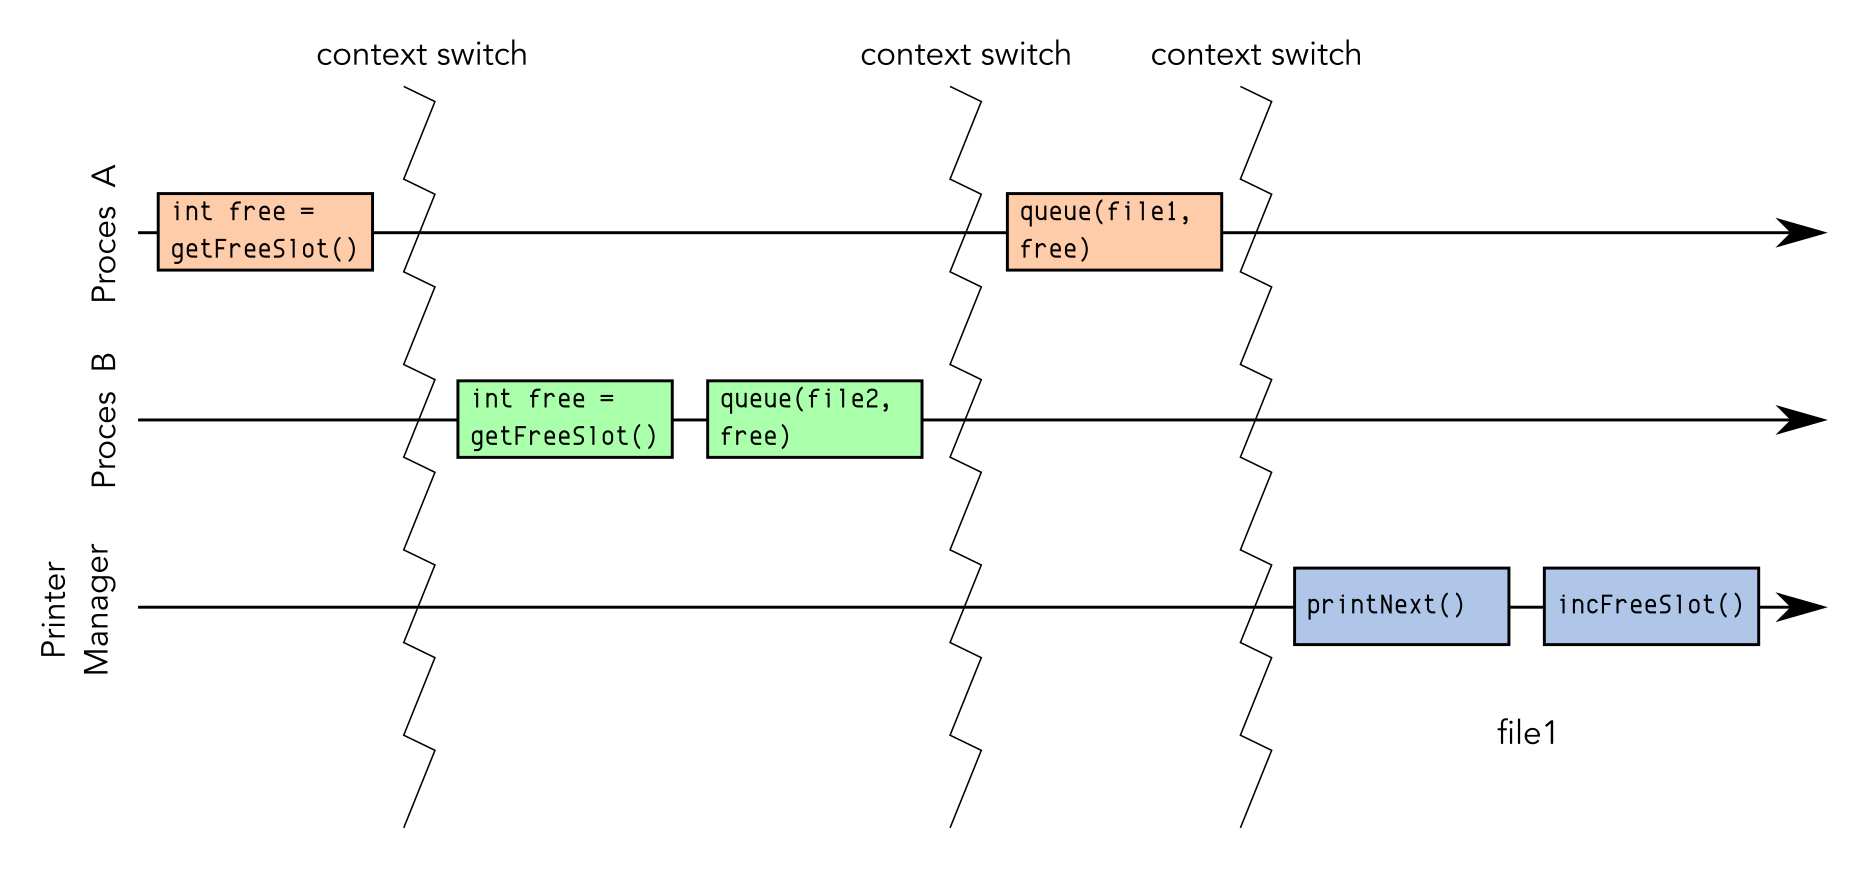 context switch
context switch
context switch
Proces A
int free =
getFreeSlot()
queue(file1,
free)
Proces B
int free =
getFreeSlot()
queue(file2,
free)
Printer
Manager
printNext()
incFreeSlot()
file1